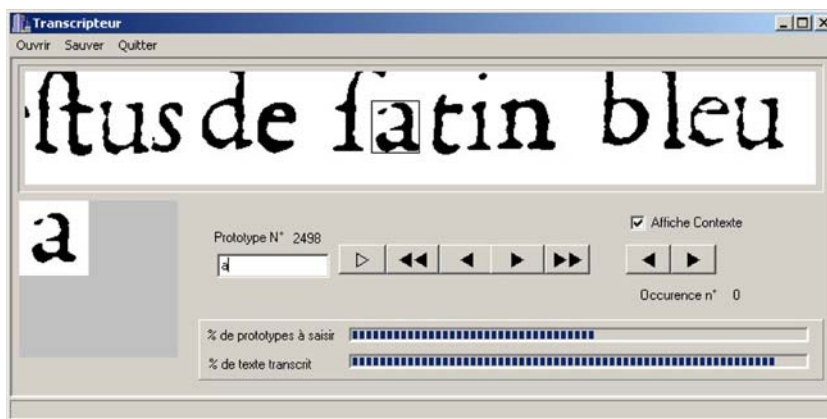 Transcripteur
Ouvrir Sauver Quitter
eſtus de ſatin bleu
a
Prototype N° 2498
a
Affiche Contexte
Occurence n° 0
% de prototypes à saisir
% de texte transcrit